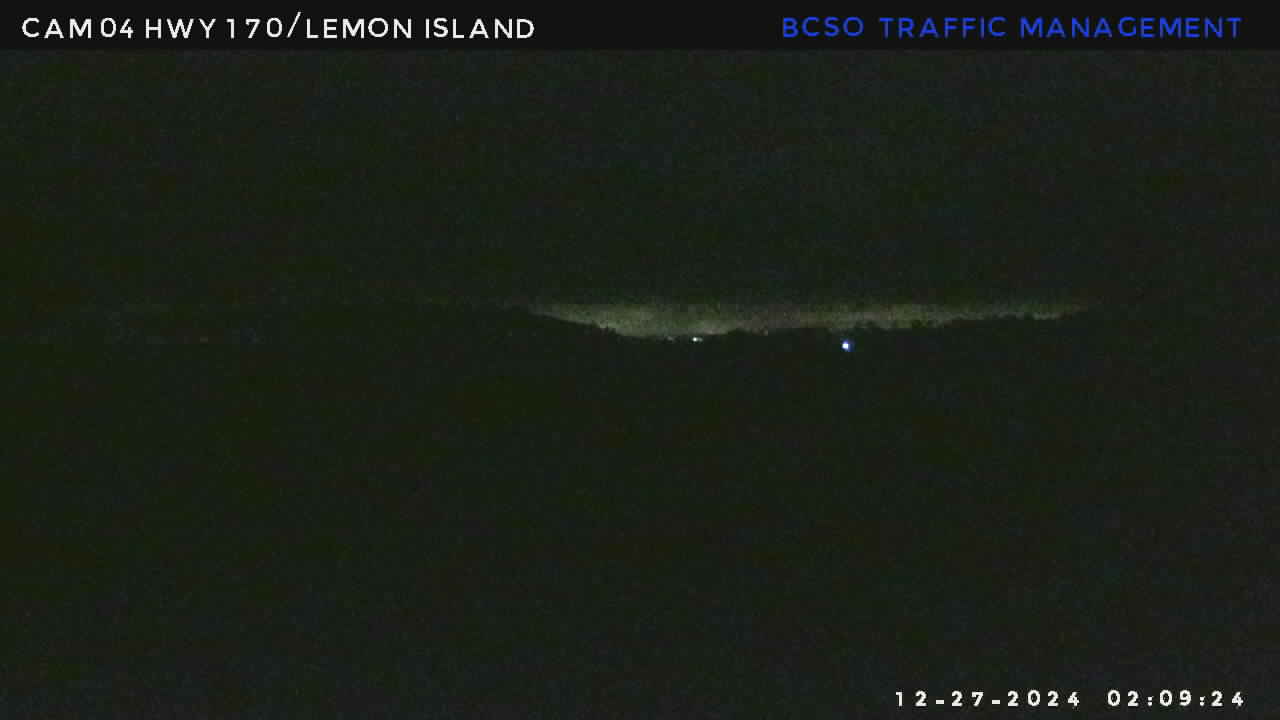 CAM04 HWY 170/LEMON ISLAND
BCSO TRAFFIC MANAGEMENT
12-27-2024 02:09:24